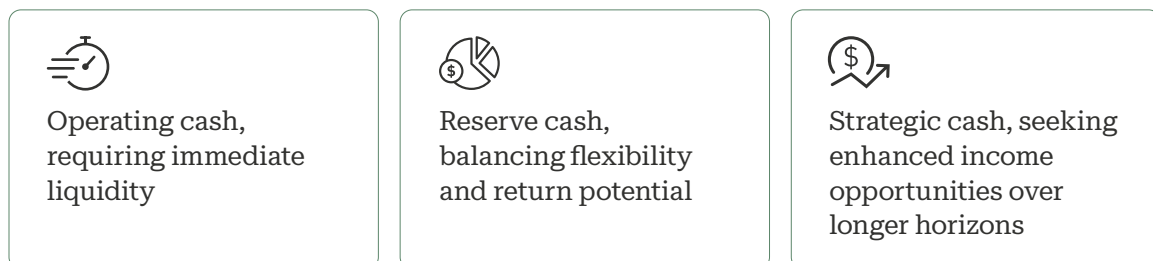 $
Operating cash,
requiring immediate
liquidity
$
Reserve cash,
balancing flexibility
and return potential
$
Strategic cash, seeking
enhanced income
opportunities over
longer horizons